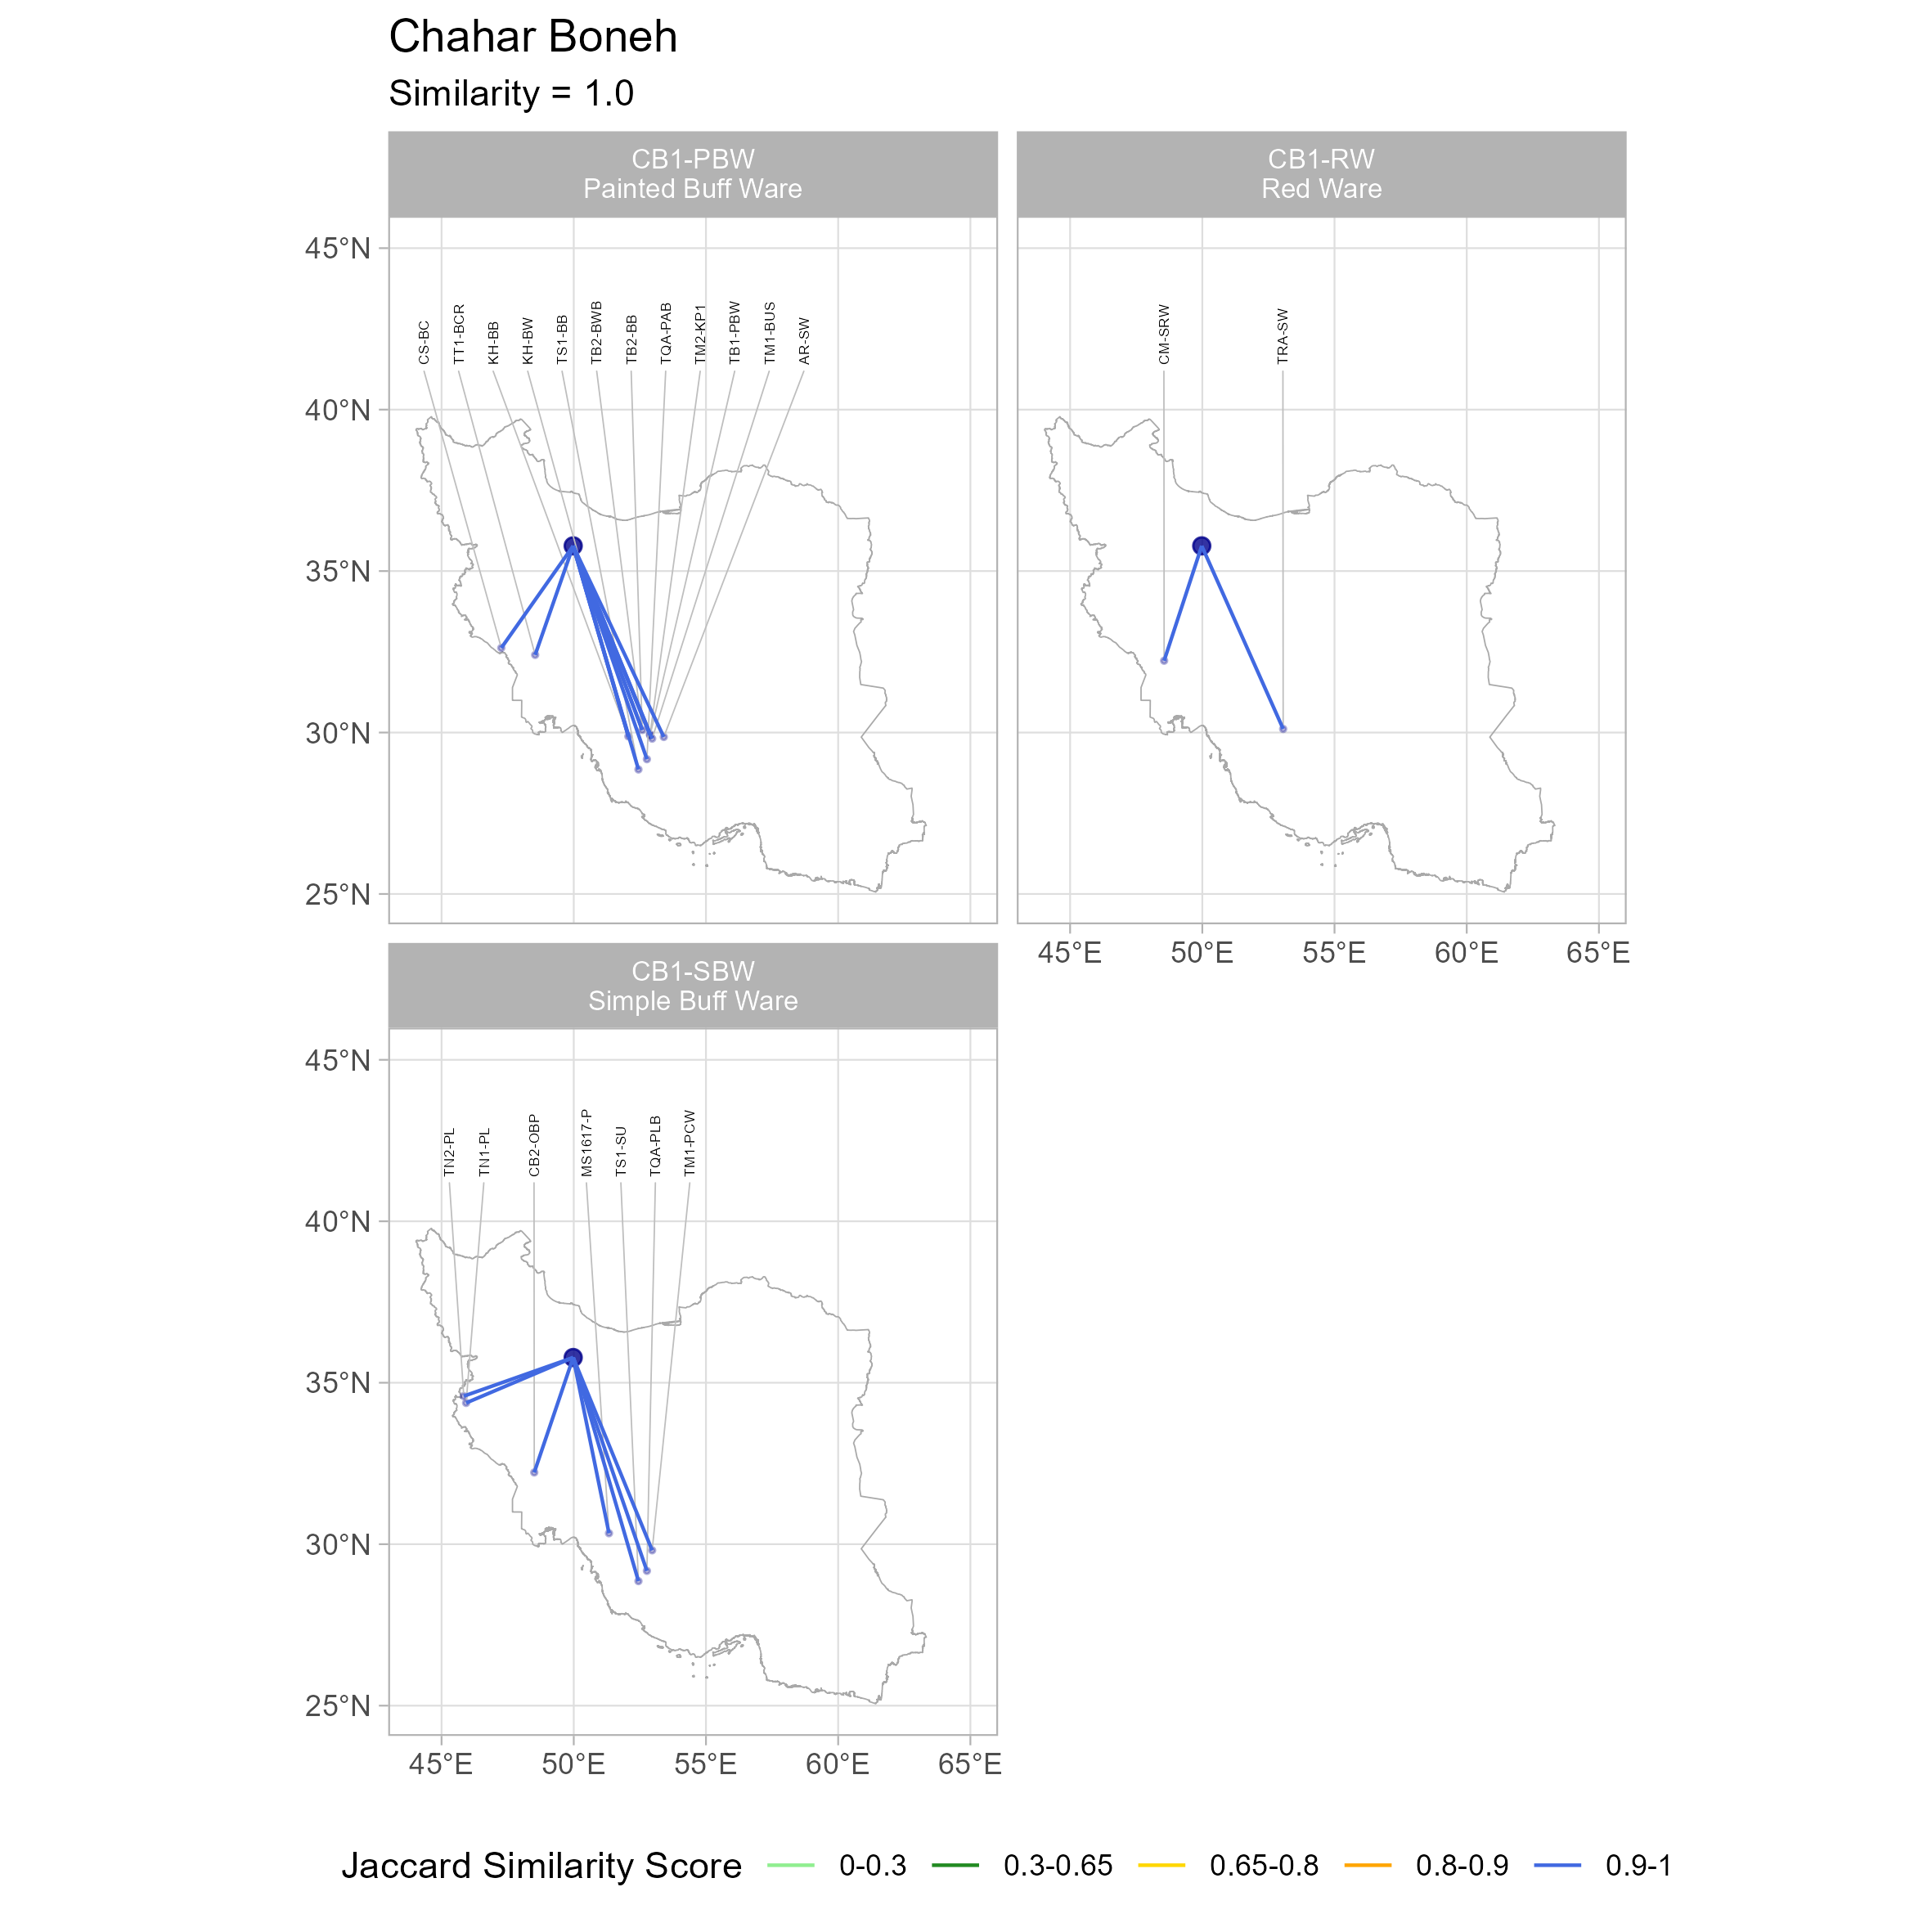 Chahar Boneh
Similarity = 1.0
CB1-PBW
Painted Buff Ware
CB1-RW
Red Ware
45°N
40°N
35°N
30°N
25°N
CS-BC
TT1-BCR
KH-BB
KH-BW
TS1-BB
TB2-BWB
TB2-BB
TQA-PAB
TM2-KP1
TB1-PBW
TM1-BUS
AR-SW
CM-SRW
TRA-SW
45°E 50°E 55°E 60°E 65°E
CB1-SBW
Simple Buff Ware
45°N
40°N
35°N
30°N
25°N
TN2-PL
TN1-PL
CB2-OBP
MS1617-P
TS1-SU
TQA-PLB
TM1-PCW
45°E 50°E 55°E 60°E 65°E
Jaccard Similarity Score 0-0.3 0.3-0.65 0.65-0.8 0.8-0.9 0.9-1